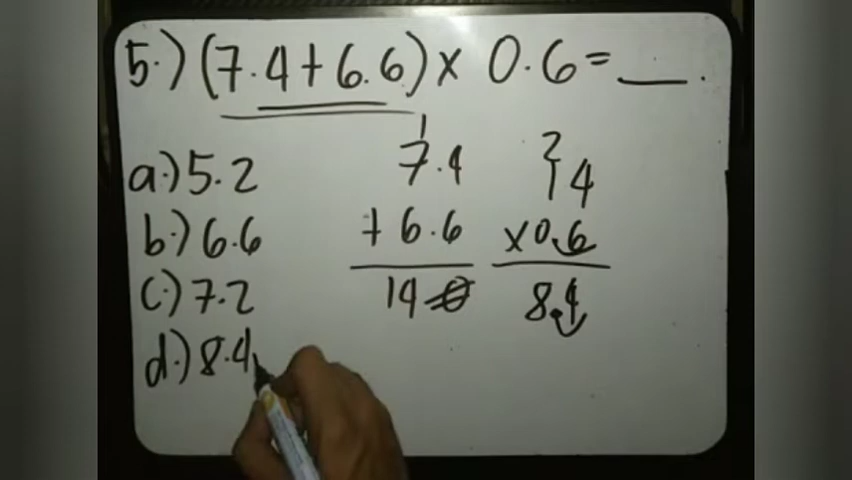 5.) (7.4+6.6) x 0.6 = __.
a.) 5.2
b.) 6.6
c.) 7.2
d.) 8.4
1
7.4
+ 6.6
14.0
2
14
x 0.6
8.4